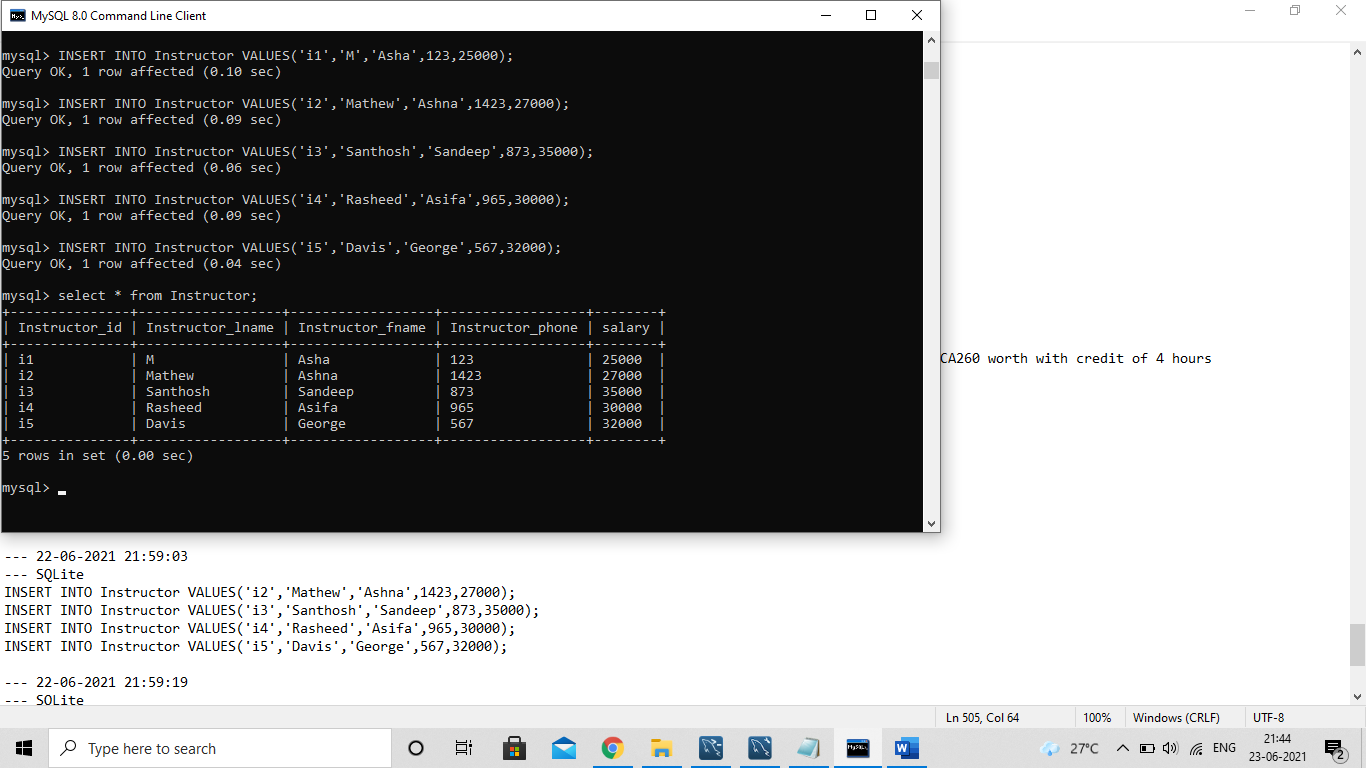 MySQL 8.0 Command Line Client
mysql> INSERT INTO Instructor VALUES('i1','M','Asha',123,25000);
Query OK, 1 row affected (0.10 sec)
mysql> INSERT INTO Instructor VALUES('i2','Mathew','Ashna',1423,27000);
Query OK, 1 row affected (0.09 sec)
mysql> INSERT INTO Instructor VALUES('i3','Santhosh','Sandeep',873,35000);
Query OK, 1 row affected (0.06 sec)
mysql> INSERT INTO Instructor VALUES('i4','Rasheed','Asifa',965,30000);
Query OK, 1 row affected (0.09 sec)
mysql> INSERT INTO Instructor VALUES('i5','Davis','George',567,32000);
Query OK, 1 row affected (0.04 sec)
mysql> select * from Instructor;
+---------------+------------------+------------------+------------------+--------+
| Instructor_id | Instructor_lname | Instructor_fname | Instructor_phone | salary |
+---------------+------------------+------------------+------------------+--------+
| i1            | M                | Asha             | 123              | 25000  |
| i2            | Mathew           | Ashna            | 1423             | 27000  |
| i3            | Santhosh         | Sandeep          | 873              | 35000  |
| i4            | Rasheed          | Asifa            | 965              | 30000  |
| i5            | Davis            | George           | 567              | 32000  |
+---------------+------------------+------------------+------------------+--------+
5 rows in set (0.00 sec)
mysql>
CA260 worth with credit of 4 hours
--- 22-06-2021 21:59:03
--- SQLite
INSERT INTO Instructor VALUES('i2','Mathew','Ashna',1423,27000);
INSERT INTO Instructor VALUES('i3','Santhosh','Sandeep',873,35000);
INSERT INTO Instructor VALUES('i4','Rasheed','Asifa',965,30000);
INSERT INTO Instructor VALUES('i5','Davis','George',567,32000);
--- 22-06-2021 21:59:19
--- SQLite
Ln 505, Col 64 100% Windows (CRLF) UTF-8
Type here to search
MySQL
W
27°C
ENG
21:44
23-06-2021
2